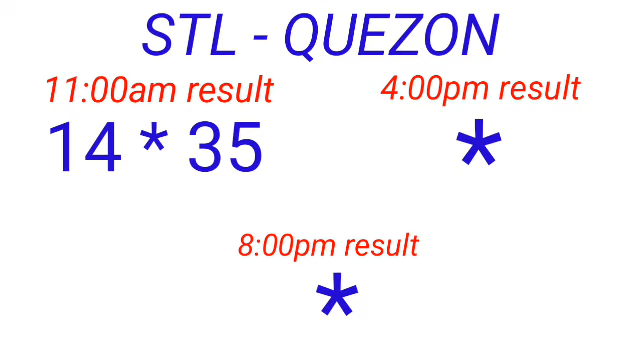 STL - QUEZON
11:00am result
14 * 35
4:00pm result
*
8:00pm result
*